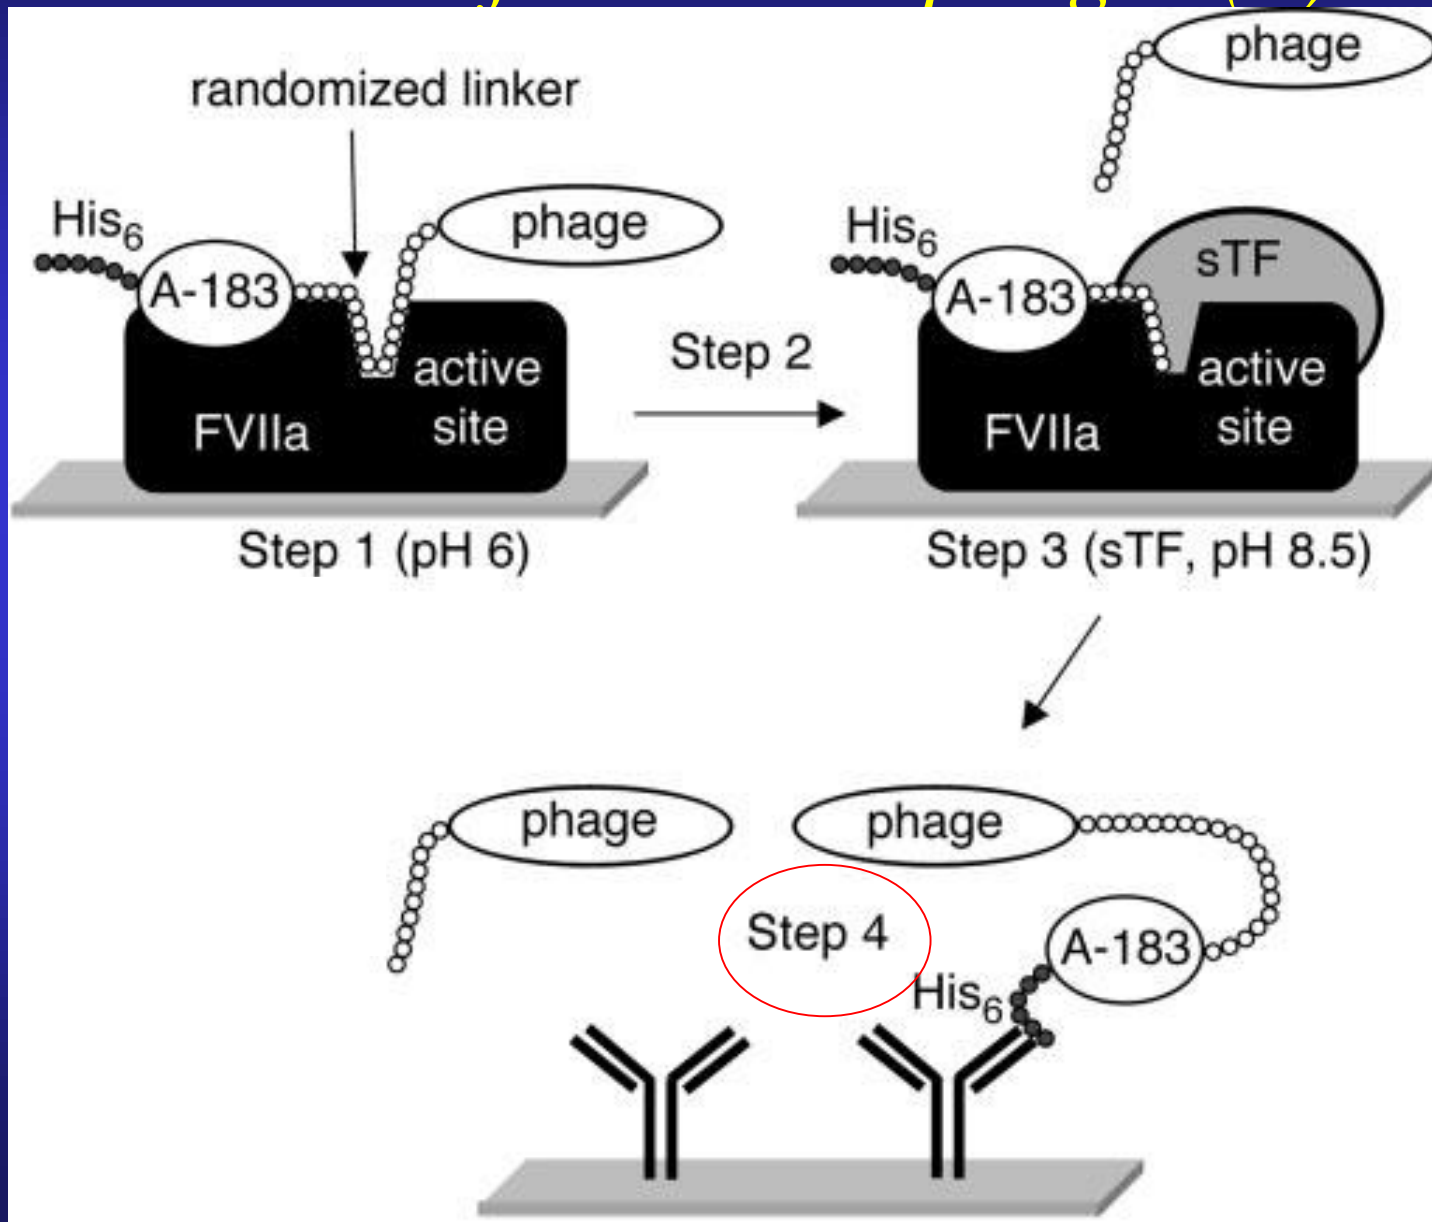 phage
randomized linker
His6
phage
A-183
active
site
FVIIa
Step 1 (pH 6)
Step 2
His6
sTF
A-183
active
site
FVIIa
Step 3 (sTF, pH 8.5)
phage
phage
Step 4
A-183
His6